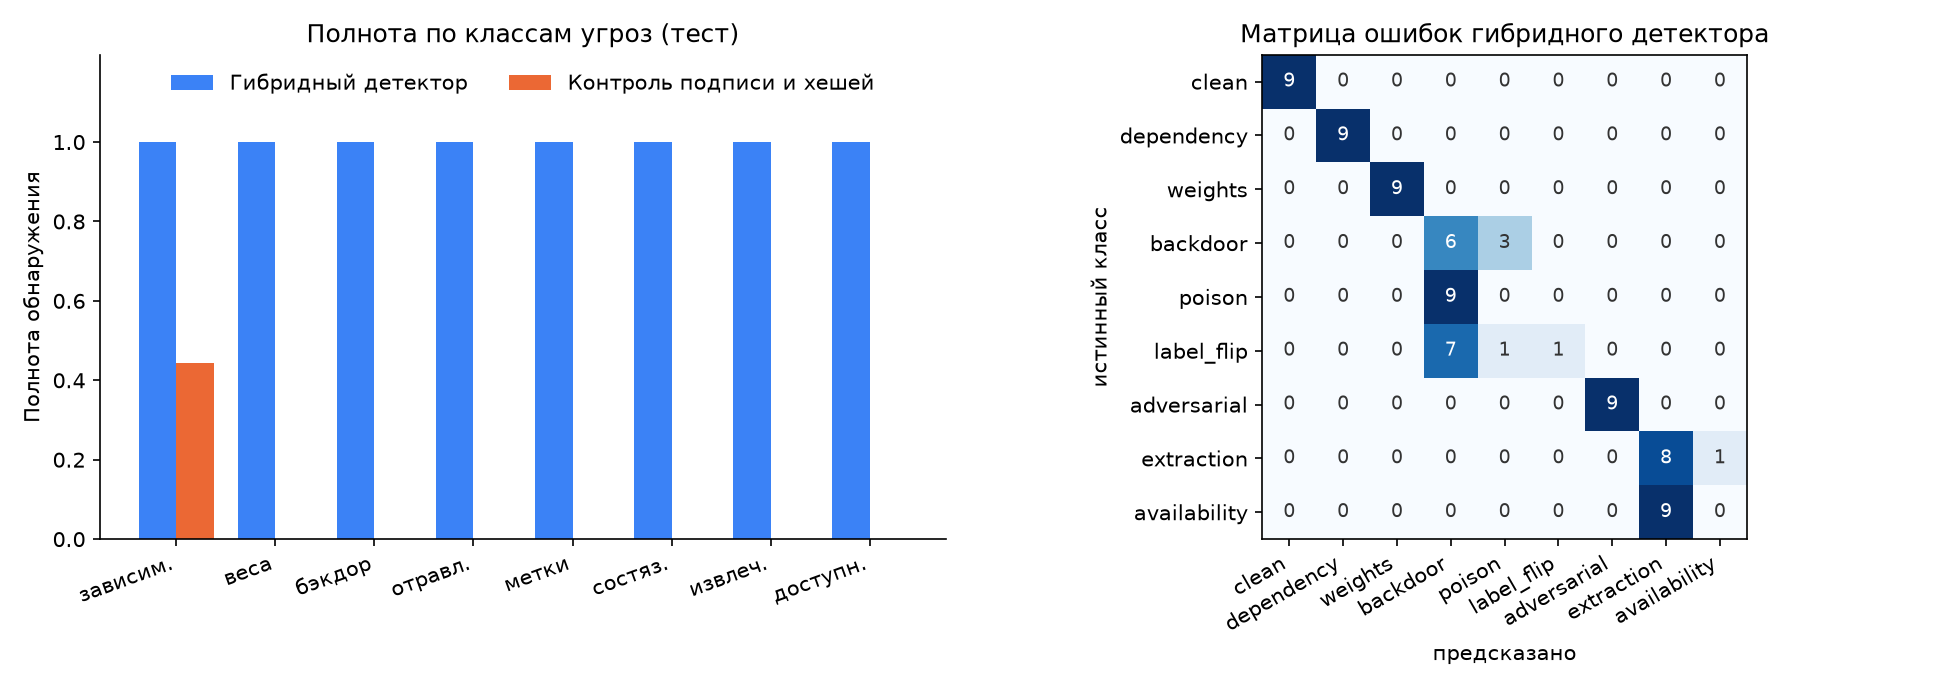 Полнота по классам угроз (тест)
Гибридный детектор
Контроль подписи и хешей
Полнота обнаружения
1.0
0.8
0.6
0.4
0.2
0.0
зависим.
веса
бэкдор
отравл.
метки
состяз.
извлеч.
доступн.
Матрица ошибок гибридного детектора
истинный класс
clean 9 0 0 0 0 0 0 0 0
dependency 0 9 0 0 0 0 0 0 0
weights 0 0 9 0 0 0 0 0 0
backdoor 0 0 0 6 3 0 0 0 0
poison 0 0 0 9 0 0 0 0 0
label_flip 0 0 0 7 1 1 0 0 0
adversarial 0 0 0 0 0 0 9 0 0
extraction 0 0 0 0 0 0 0 8 1
availability 0 0 0 0 0 0 0 9 0
clean
dependency
weights
backdoor
poison
label_flip
adversarial
extraction
availability
предсказано